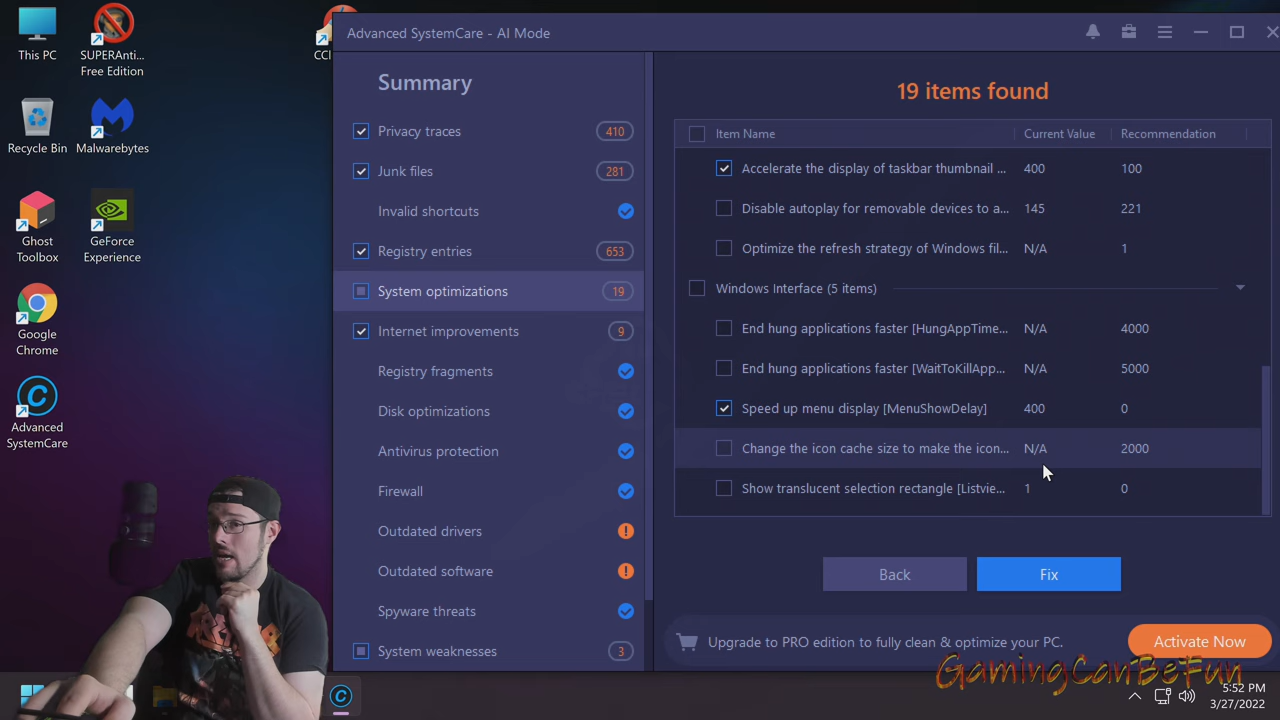 This PC
SUPERAnti...
Free Edition
CCl
Recycle Bin
Malwarebytes
Ghost
Toolbox
GeForce
Experience
Google
Chrome
Advanced
SystemCare
Advanced SystemCare - AI Mode
Summary
Privacy traces 410
Junk files 281
Invalid shortcuts
Registry entries 653
System optimizations 19
Internet improvements 9
Registry fragments
Disk optimizations
Antivirus protection
Firewall
Outdated drivers
Outdated software
Spyware threats
System weaknesses 3
19 items found
Item Name Current Value Recommendation
Accelerate the display of taskbar thumbnail ... 400 100
Disable autoplay for removable devices to a... 145 221
Optimize the refresh strategy of Windows fil... N/A 1
Windows Interface (5 items)
End hung applications faster [HungAppTime... N/A 4000
End hung applications faster [WaitToKillApp... N/A 5000
Speed up menu display [MenuShowDelay] 400 0
Change the icon cache size to make the icon... N/A 2000
Show translucent selection rectangle [Listvie... 1 0
Back Fix
Upgrade to PRO edition to fully clean & optimize your PC.
Activate Now
GamingCanBeFun
5:52 PM
3/27/2022